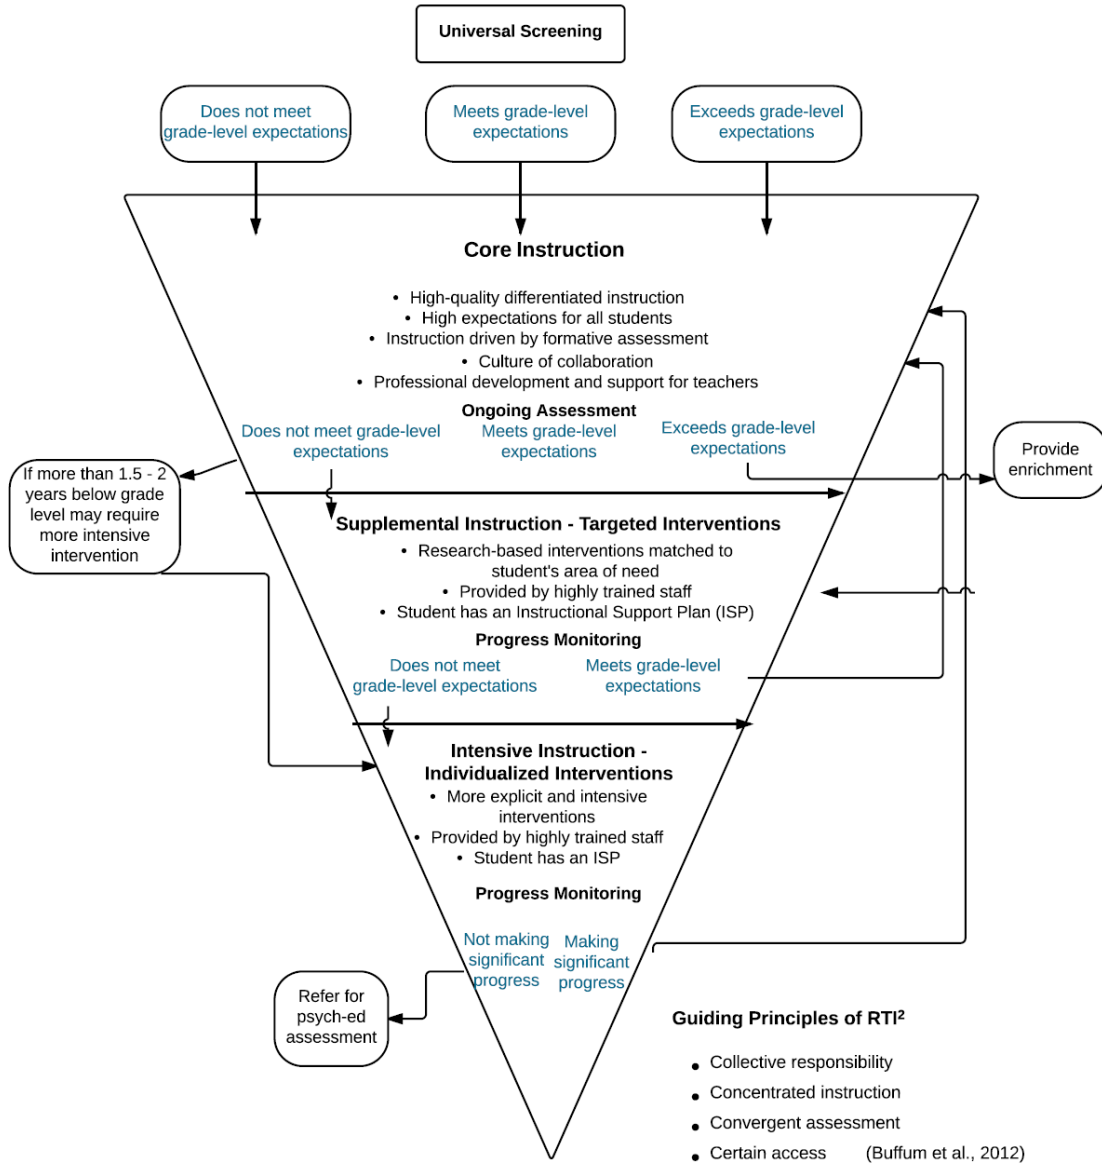 Universal Screening
Does not meet
grade-level expectations
Meets grade-level
expectations
Exceeds grade-level
expectations
Core Instruction
• High-quality differentiated instruction
• High expectations for all students
• Instruction driven by formative assessment
• Culture of collaboration
• Professional development and support for teachers
Ongoing Assessment
Does not meet grade-level
expectations
Meets grade-level
expectations
Exceeds grade-level
expectations
Provide
enrichment
If more than 1.5 - 2
years below grade
level may require
more intensive
intervention
Supplemental Instruction - Targeted Interventions
• Research-based interventions matched to
student's area of need
• Provided by highly trained staff
• Student has an Instructional Support Plan (ISP)
Progress Monitoring
Does not meet
grade-level expectations
Meets grade-level
expectations
Intensive Instruction -
Individualized Interventions
• More explicit and intensive
interventions
• Provided by highly trained staff
• Student has an ISP
Progress Monitoring
Not making
significant
progress
Making
significant
progress
Refer for
psych-ed
assessment
Guiding Principles of RTI²
• Collective responsibility
• Concentrated instruction
• Convergent assessment
• Certain access (Buffum et al., 2012)